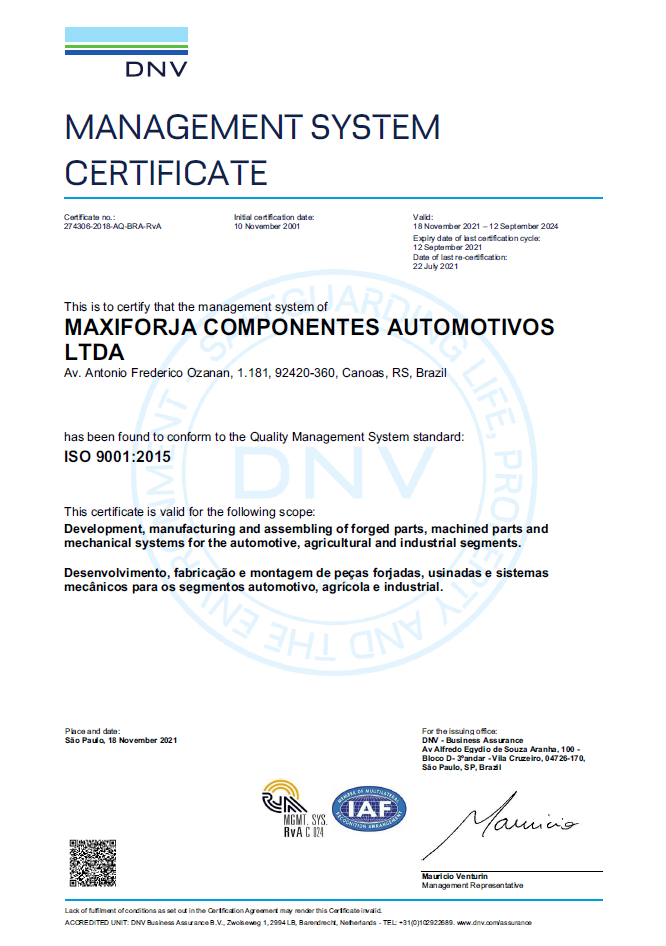 DNV
MANAGEMENT SYSTEM
CERTIFICATE
Certificate no.:
274306-2018-AQ-BRA-RvA
Initial certification date:
10 November 2001
Valid:
18 November 2021 – 12 September 2024
Expiry date of last certification cycle:
12 September 2021
Date of last re-certification:
22 July 2021
This is to certify that the management system of
MAXIFORJA COMPONENTES AUTOMOTIVOS
LTDA
Av. Antonio Frederico Ozanan, 1.181, 92420-360, Canoas, RS, Brazil
has been found to conform to the Quality Management System standard:
ISO 9001:2015
This certificate is valid for the following scope:
Development, manufacturing and assembling of forged parts, machined parts and
mechanical systems for the automotive, agricultural and industrial segments.
Desenvolvimento, fabricação e montagem de peças forjadas, usinadas e sistemas
mecânicos para os segmentos automotivo, agrícola e industrial.
SAFEGUARDING LIFE, PROPERTY AND THE ENVIRONMENT -
DNV
Place and date:
São Paulo, 18 November 2021
For the issuing office:
DNV - Business Assurance
Av Alfredo Egydio de Souza Aranha, 100 -
Bloco D- 3ºandar - Vila Cruzeiro, 04726-170,
São Paulo, SP, Brazil
RvA
MGMT. SYS.
RvA C 024
MEMBER OF MULTILATERAL
IAF
RECOGNITION ARRANGEMENT
Mauricio
Mauricio Venturin
Management Representative
Lack of fulfilment of conditions as set out in the Certification Agreement may render this Certificate invalid.
ACCREDITED UNIT: DNV Business Assurance B.V., Zwolseweg 1, 2994 LB, Barendrecht, Netherlands - TEL: +31(0)102922689. www.dnv.com/assurance